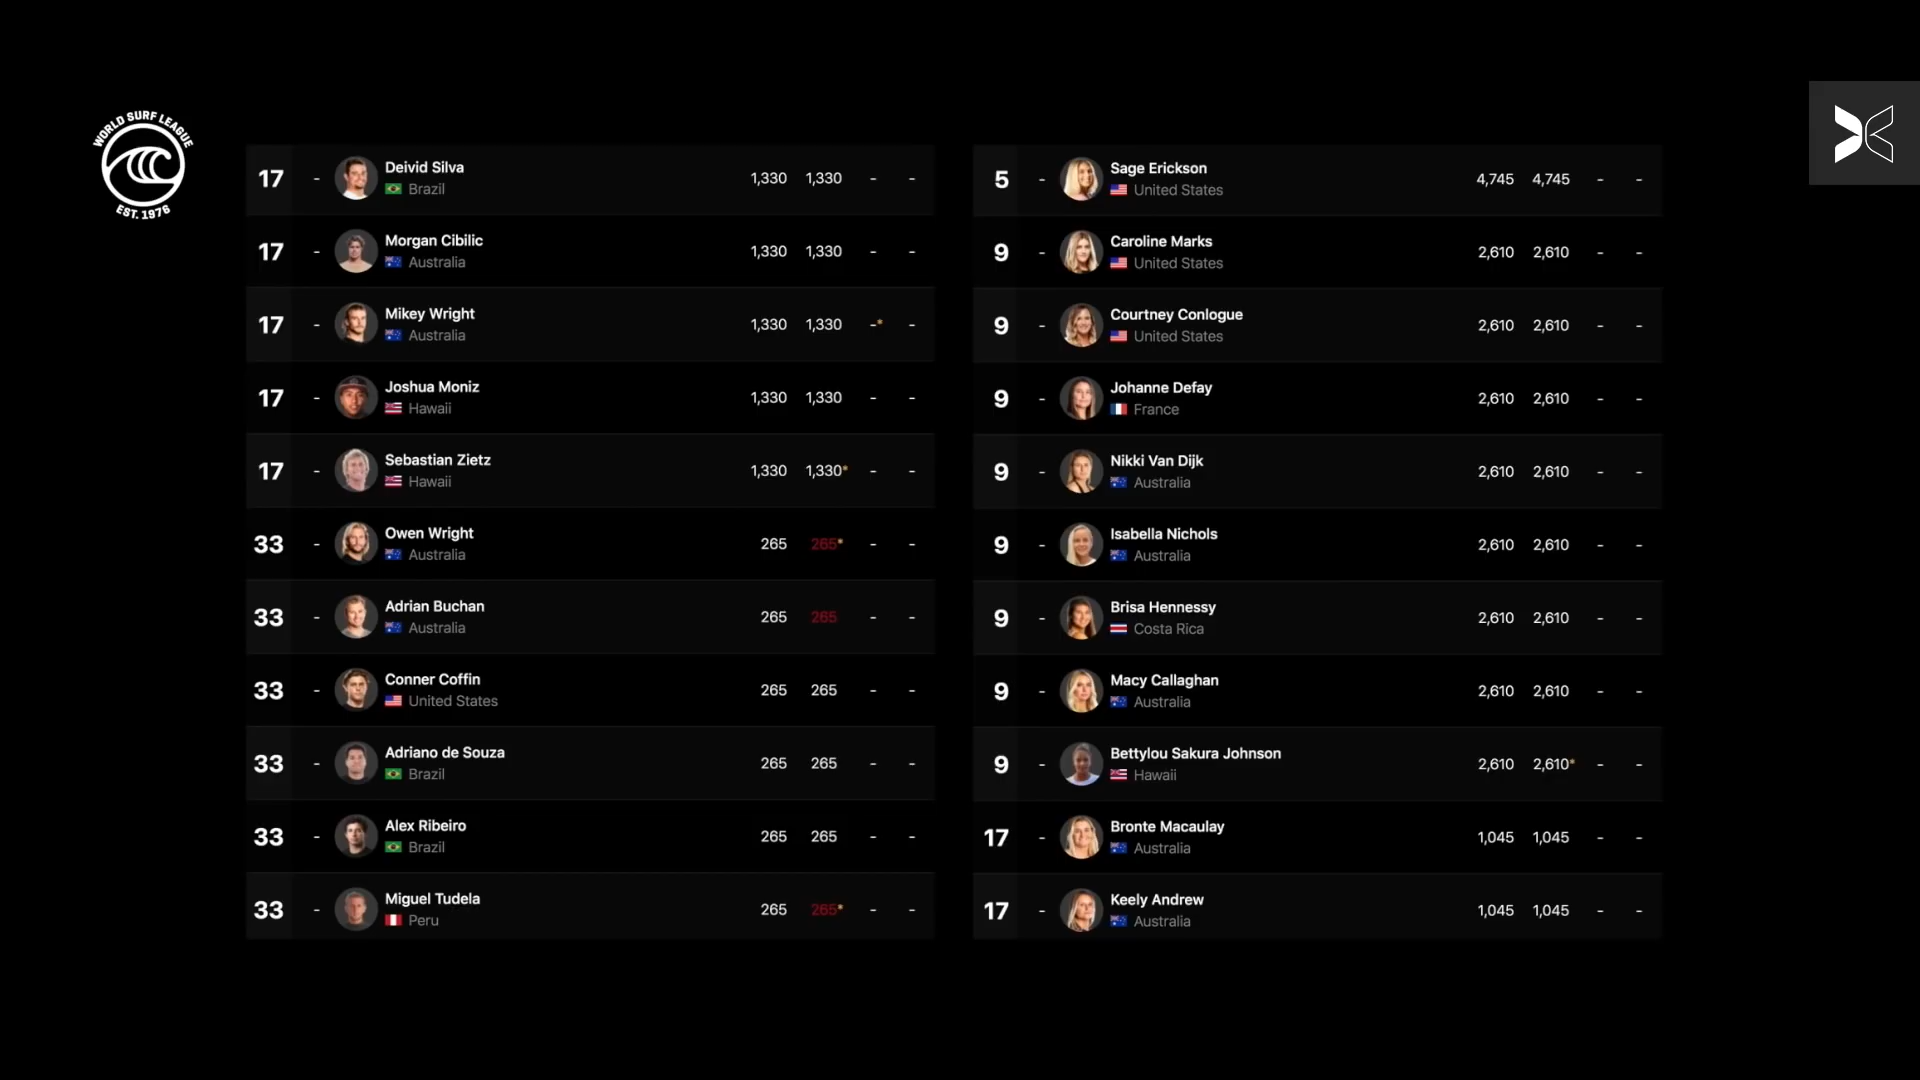 WORLD SURF LEAGUE
EST. 1976
17 - Deivid Silva 1,330 1,330 - -
Brazil
17 - Morgan Cibilic 1,330 1,330 - -
Australia
17 - Mikey Wright 1,330 1,330 -* -
Australia
17 - Joshua Moniz 1,330 1,330 - -
Hawaii
17 - Sebastian Zietz 1,330 1,330* - -
Hawaii
33 - Owen Wright 265 265* - -
Australia
33 - Adrian Buchan 265 265 - -
Australia
33 - Conner Coffin 265 265 - -
United States
33 - Adriano de Souza 265 265 - -
Brazil
33 - Alex Ribeiro 265 265 - -
Brazil
33 - Miguel Tudela 265 265* - -
Peru
5 - Sage Erickson 4,745 4,745 - -
United States
9 - Caroline Marks 2,610 2,610 - -
United States
9 - Courtney Conlogue 2,610 2,610 - -
United States
9 - Johanne Defay 2,610 2,610 - -
France
9 - Nikki Van Dijk 2,610 2,610 - -
Australia
9 - Isabella Nichols 2,610 2,610 - -
Australia
9 - Brisa Hennessy 2,610 2,610 - -
Costa Rica
9 - Macy Callaghan 2,610 2,610 - -
Australia
9 - Bettylou Sakura Johnson 2,610 2,610* - -
Hawaii
17 - Bronte Macaulay 1,045 1,045 - -
Australia
17 - Keely Andrew 1,045 1,045 - -
Australia